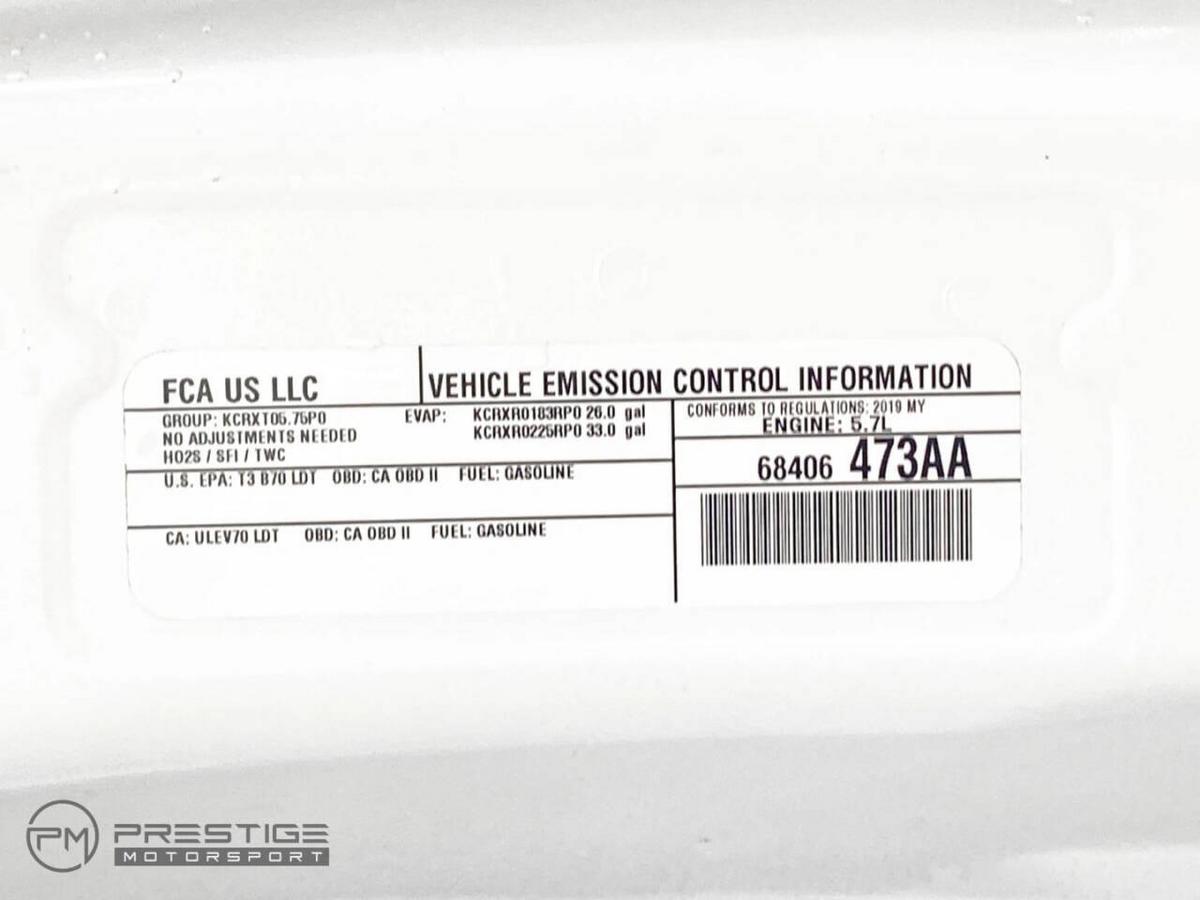 FCA US LLC
VEHICLE EMISSION CONTROL INFORMATION
GROUP: KCRXT05.75P0
NO ADJUSTMENTS NEEDED
HO2S / SFI / TWC
EVAP: KCRXR0183RP0 26.0 gal
KCRXR0225RP0 33.0 gal
CONFORMS TO REGULATIONS: 2019 MY
ENGINE: 5.7L
68406 473AA
U.S. EPA: T3 B70 LDT OBD: CA OBD II FUEL: GASOLINE
CA: ULEV70 LDT OBD: CA OBD II FUEL: GASOLINE
PM PRESTIGE
MOTORSPORT